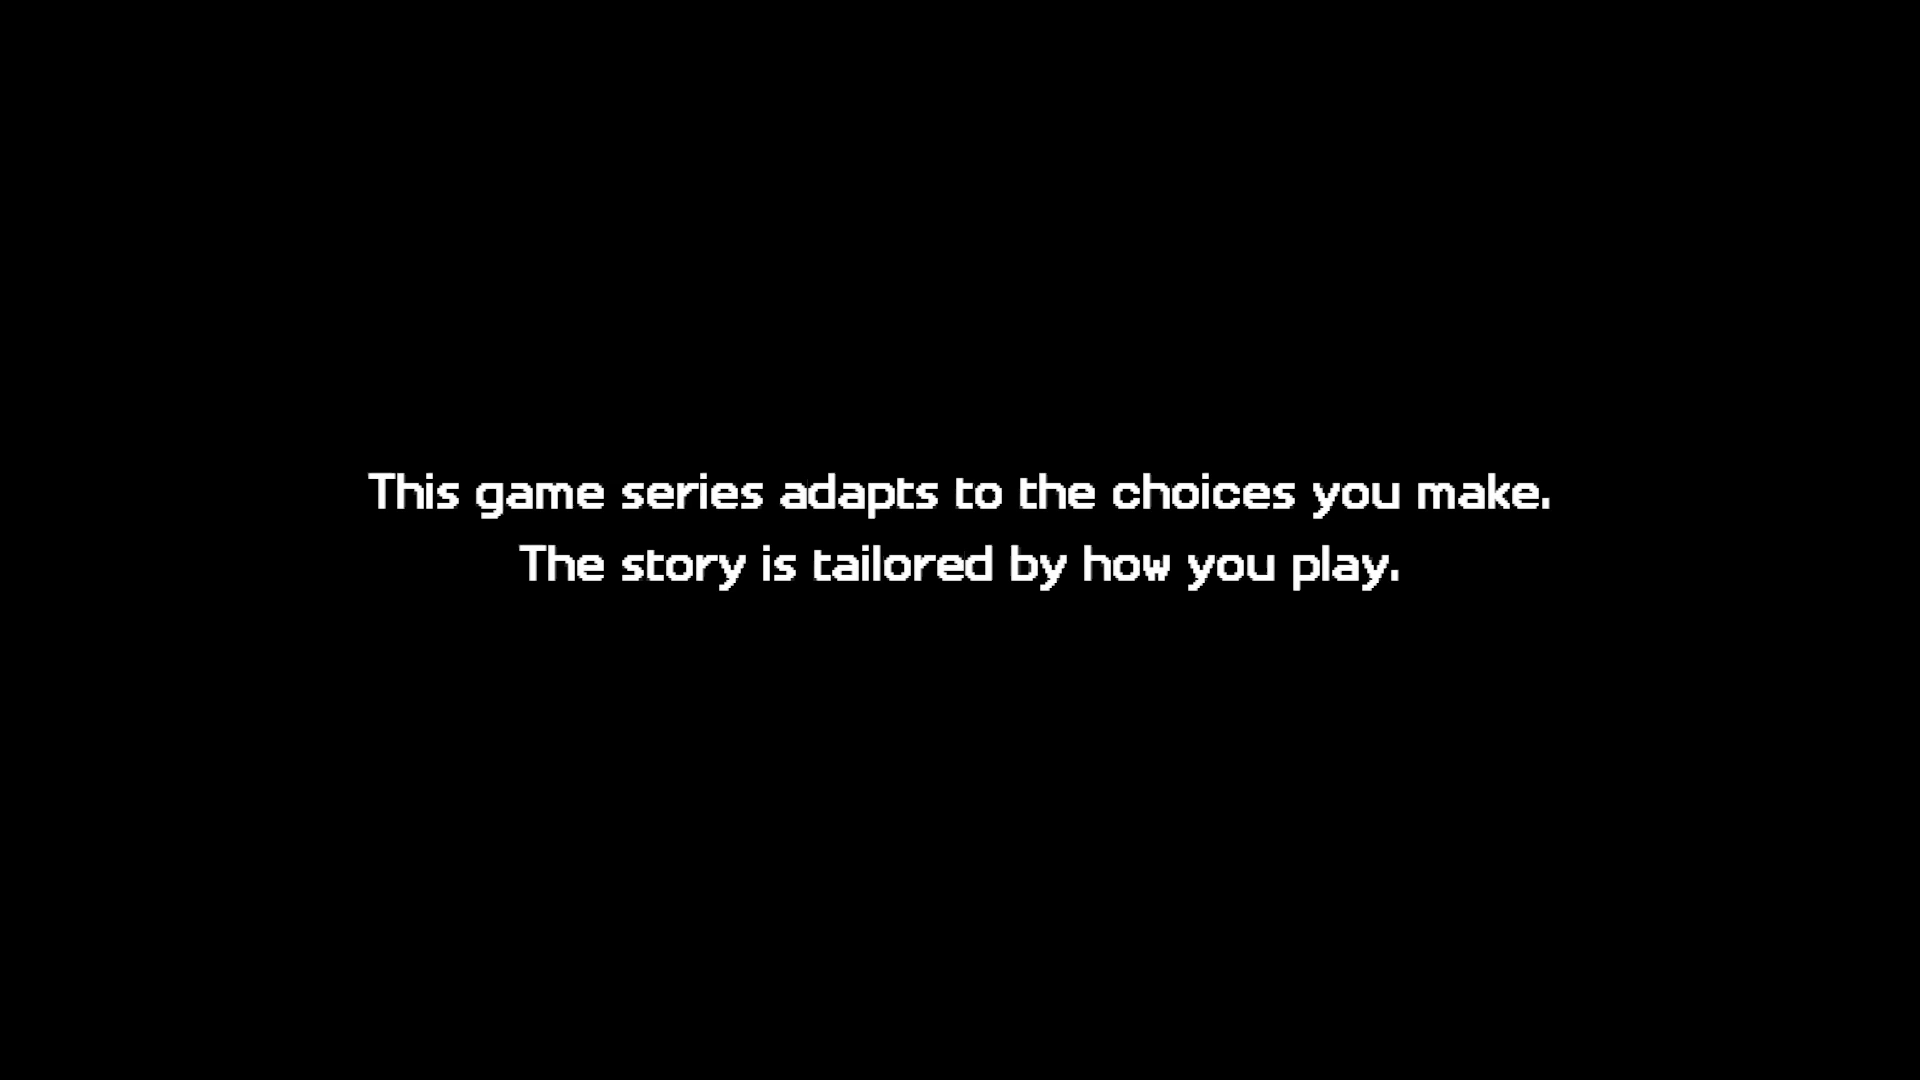 This game series adapts to the choices you make.
The story is tailored by how you play.